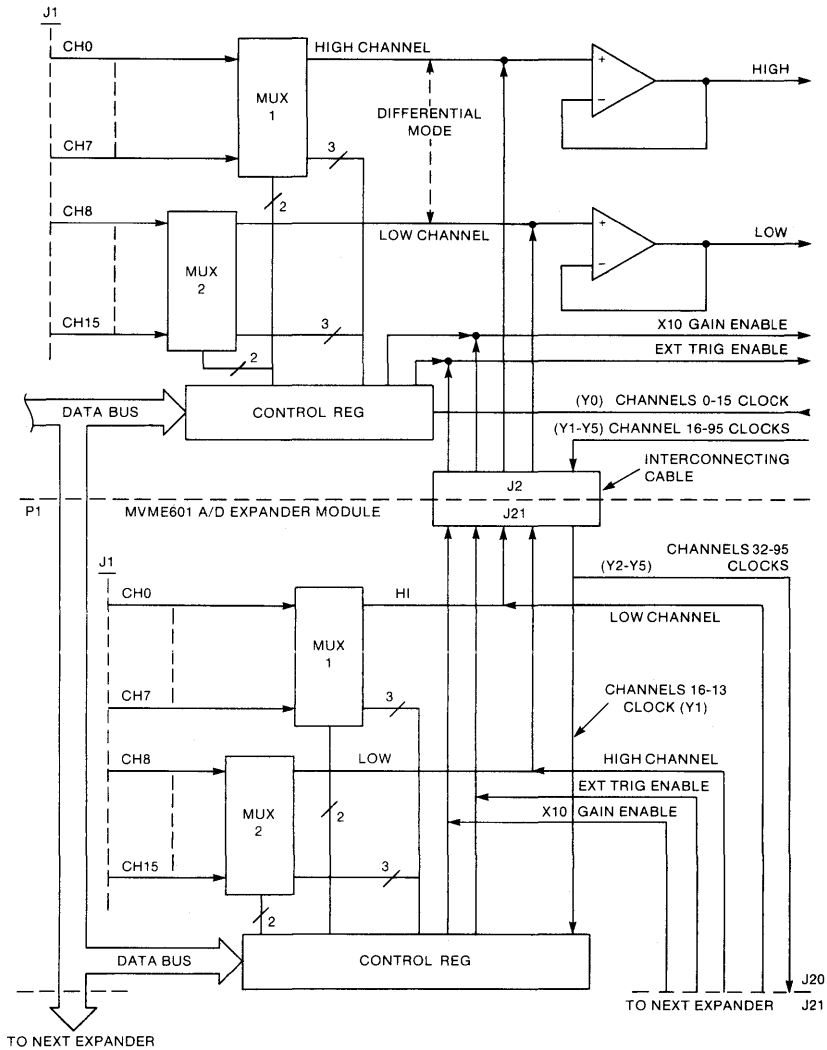 J1
CH0
HIGH CHANNEL
MUX
1
DIFFERENTIAL
MODE
+
−
HIGH
CH7
3
2
CH8
LOW CHANNEL
MUX
2
+
−
LOW
CH15
3
2
X10 GAIN ENABLE
EXT TRIG ENABLE
DATA BUS
CONTROL REG
(Y0) CHANNELS 0-15 CLOCK
(Y1-Y5) CHANNEL 16-95 CLOCKS
INTERCONNECTING
CABLE
J2
P1
MVME601 A/D EXPANDER MODULE
J21
CHANNELS 32-95
(Y2-Y5) CLOCKS
J1
CH0
HI
LOW CHANNEL
MUX
1
CH7
3
CHANNELS 16-13
CLOCK (Y1)
CH8
LOW
HIGH CHANNEL
MUX
2
EXT TRIG ENABLE
2
X10 GAIN ENABLE
CH15
3
2
DATA BUS
CONTROL REG
J20
TO NEXT EXPANDER
J21
TO NEXT EXPANDER